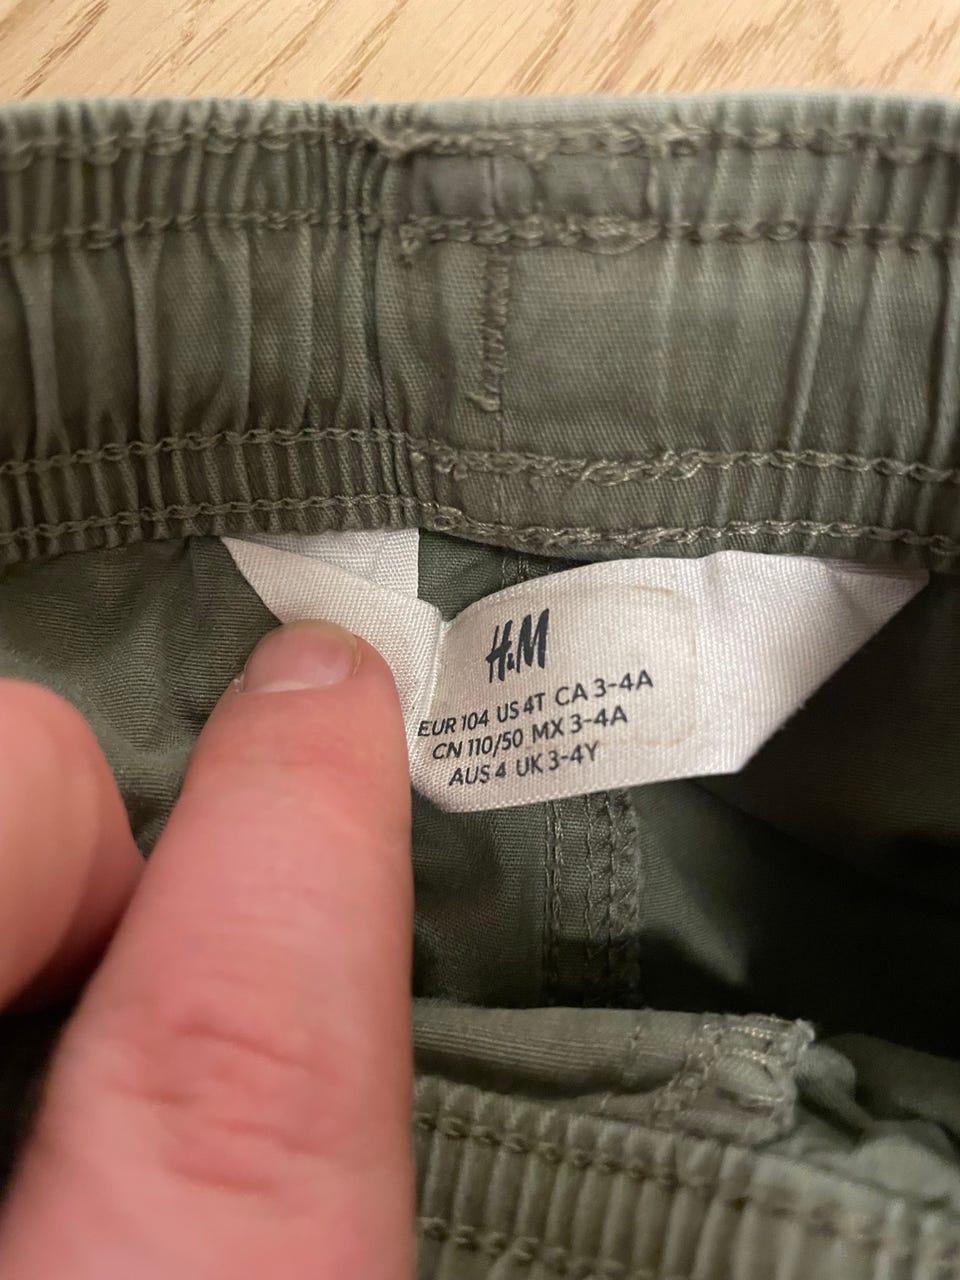 H&M
EUR 104 US 4T CA 3-4A
CN 110/50 MX 3-4A
AUS 4 UK 3-4Y